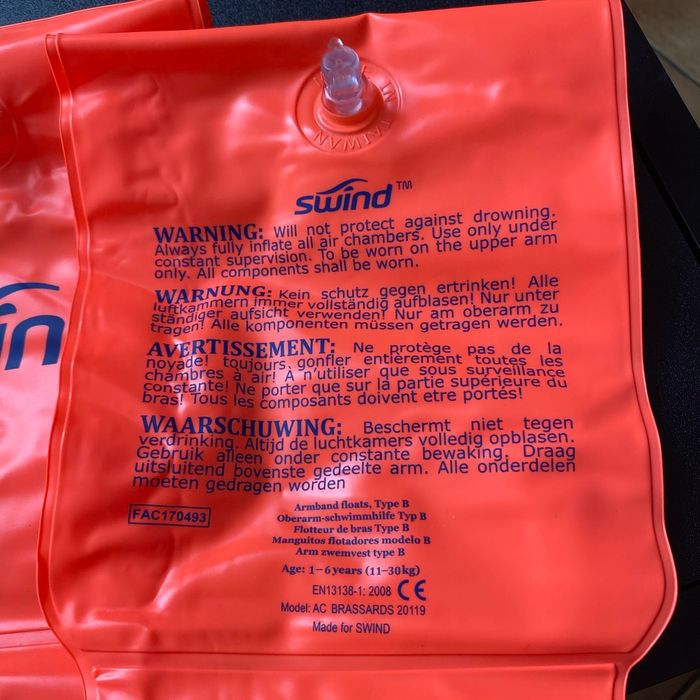 IN TAIWAN
swind™
WARNING: Will not protect against drowning.
Always fully inflate all air chambers. Use only under
constant supervision. To be worn on the upper arm
only. All components shall be worn.
WARNUNG: Kein schutz gegen ertrinken! Alle
luftkammern immer vollständig aufblasen! Nur unter
ständiger aufsicht verwenden! Nur am oberarm zu
tragen! Alle komponenten müssen getragen werden.
AVERTISSEMENT: Ne protège pas de la
noyade! toujours gonfler entièrement toutes les
chambres à air! A n'utiliser que sous surveillance
constante! Ne porter que sur la partie supérieure du
bras! Tous les composants doivent etre portés!
WAARSCHUWING: Beschermt niet tegen
verdrinking. Altijd de luchtkamers volledig opblasen.
Gebruik alleen onder constante bewaking. Draag
uitsluitend bovenste gedeelte arm. Alle onderdelen
moeten gedragen worden
FAC170493
Armband floats, Type B
Oberarm-schwimmhilfe Typ B
Flotteur de bras Type B
Manguitos flotadores modelo B
Arm zwemvest type B
Age: 1-6 years (11-30kg)
EN13138-1: 2008 CE
Model: AC BRASSARDS 20119
Made for SWIND
in